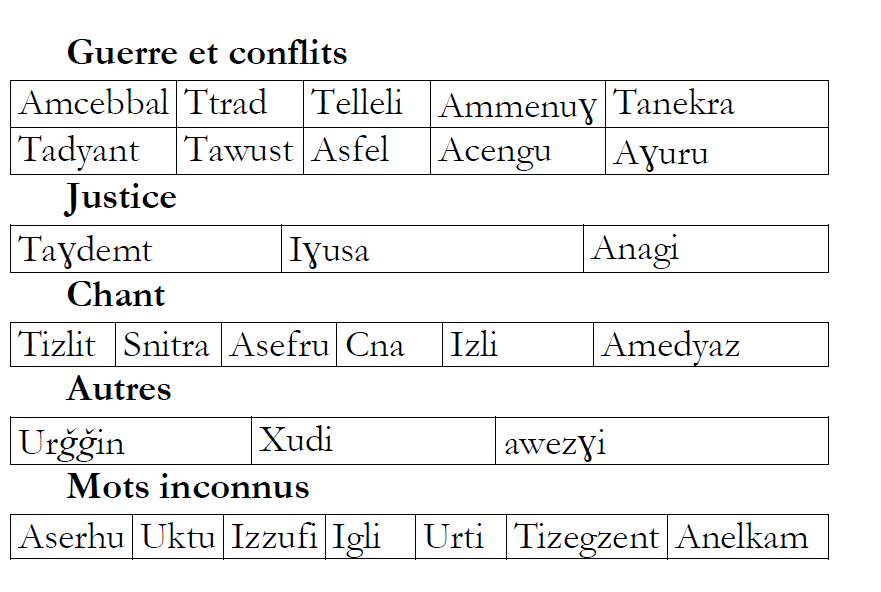 Guerre et conflits
Amcebbal Ttrad Telleli Ammenuɣ Tanekra
Tadyant Tawust Asfel Acengu Aɣuru
Justice
Taɣdemt Iɣusa Anagi
Chant
Tizlit Snitra Asefru Cna Izli Amedyaz
Autres
Urǧǧin Xudi awezɣi
Mots inconnus
Aserhu Uktu Izzufi Igli Urti Tizegzent Anelkam